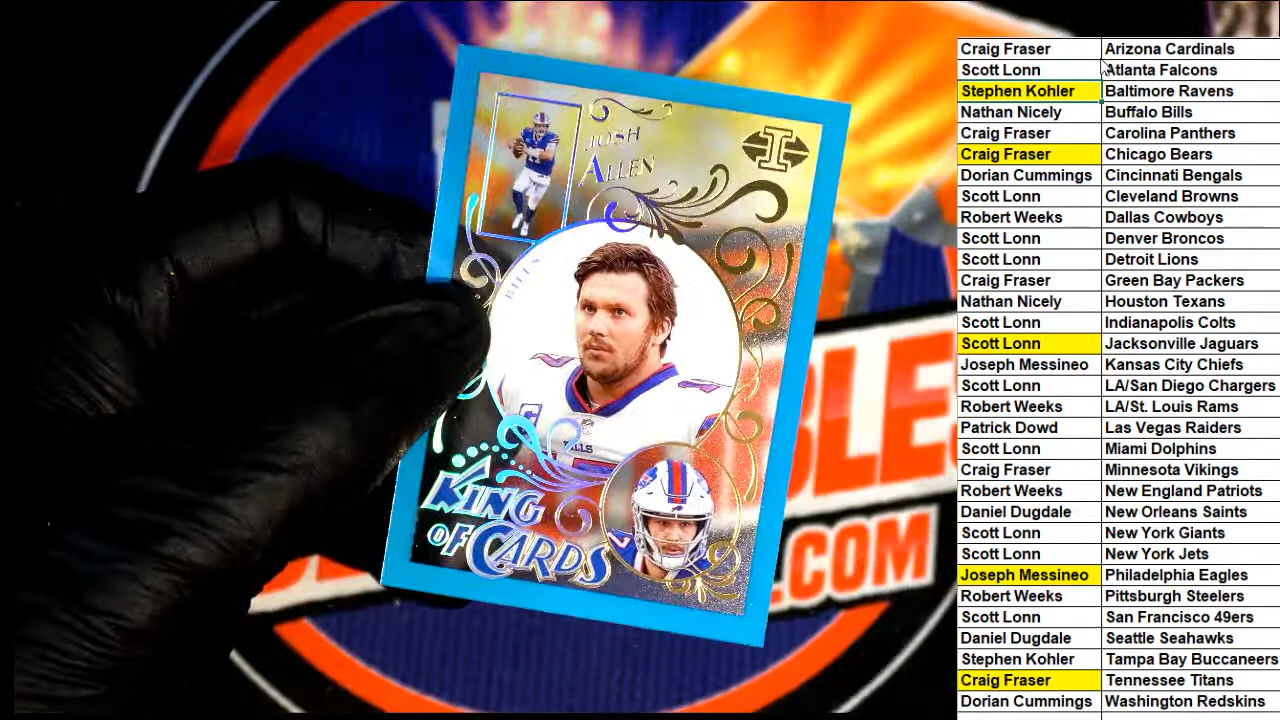 JOSH
ALLEN
I
BILLS
KING
OF CARDS
BLE
.COM
Craig Fraser Arizona Cardinals
Scott Lonn Atlanta Falcons
Stephen Kohler Baltimore Ravens
Nathan Nicely Buffalo Bills
Craig Fraser Carolina Panthers
Craig Fraser Chicago Bears
Dorian Cummings Cincinnati Bengals
Scott Lonn Cleveland Browns
Robert Weeks Dallas Cowboys
Scott Lonn Denver Broncos
Scott Lonn Detroit Lions
Craig Fraser Green Bay Packers
Nathan Nicely Houston Texans
Scott Lonn Indianapolis Colts
Scott Lonn Jacksonville Jaguars
Joseph Messineo Kansas City Chiefs
Scott Lonn LA/San Diego Chargers
Robert Weeks LA/St. Louis Rams
Patrick Dowd Las Vegas Raiders
Scott Lonn Miami Dolphins
Craig Fraser Minnesota Vikings
Robert Weeks New England Patriots
Daniel Dugdale New Orleans Saints
Scott Lonn New York Giants
Scott Lonn New York Jets
Joseph Messineo Philadelphia Eagles
Robert Weeks Pittsburgh Steelers
Scott Lonn San Francisco 49ers
Daniel Dugdale Seattle Seahawks
Stephen Kohler Tampa Bay Buccaneers
Craig Fraser Tennessee Titans
Dorian Cummings Washington Redskins